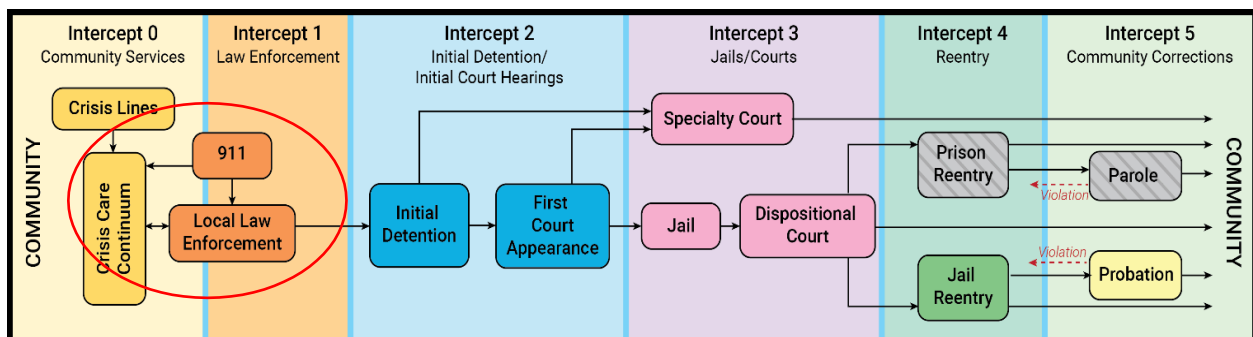 Intercept 0
Community Services
Intercept 1
Law Enforcement
Intercept 2
Initial Detention/
Initial Court Hearings
Intercept 3
Jails/Courts
Intercept 4
Reentry
Intercept 5
Community Corrections
COMMUNITY
Crisis Lines
Crisis Care
Continuum
911
Local Law
Enforcement
Initial
Detention
First
Court
Appearance
Specialty Court
Jail
Dispositional
Court
Prison
Reentry
Violation
Parole
Jail
Reentry
Violation
Probation
COMMUNITY